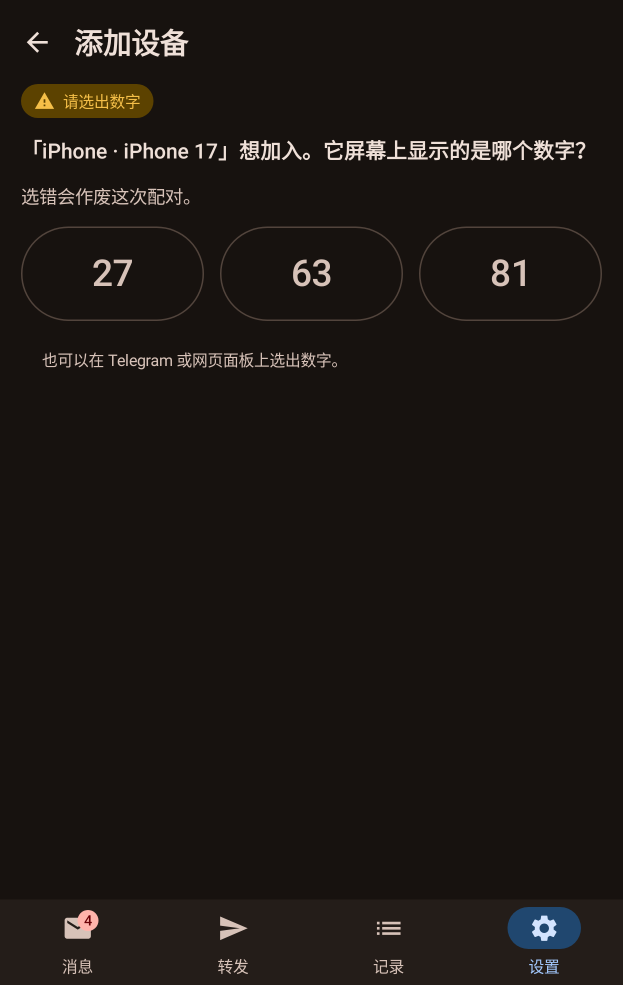 添加设备
请选出数字
「iPhone · iPhone 17」想加入。它屏幕上显示的是哪个数字？
选错会作废这次配对。
27 63 81
也可以在 Telegram 或网页面板上选出数字。
4
消息 转发 记录 设置